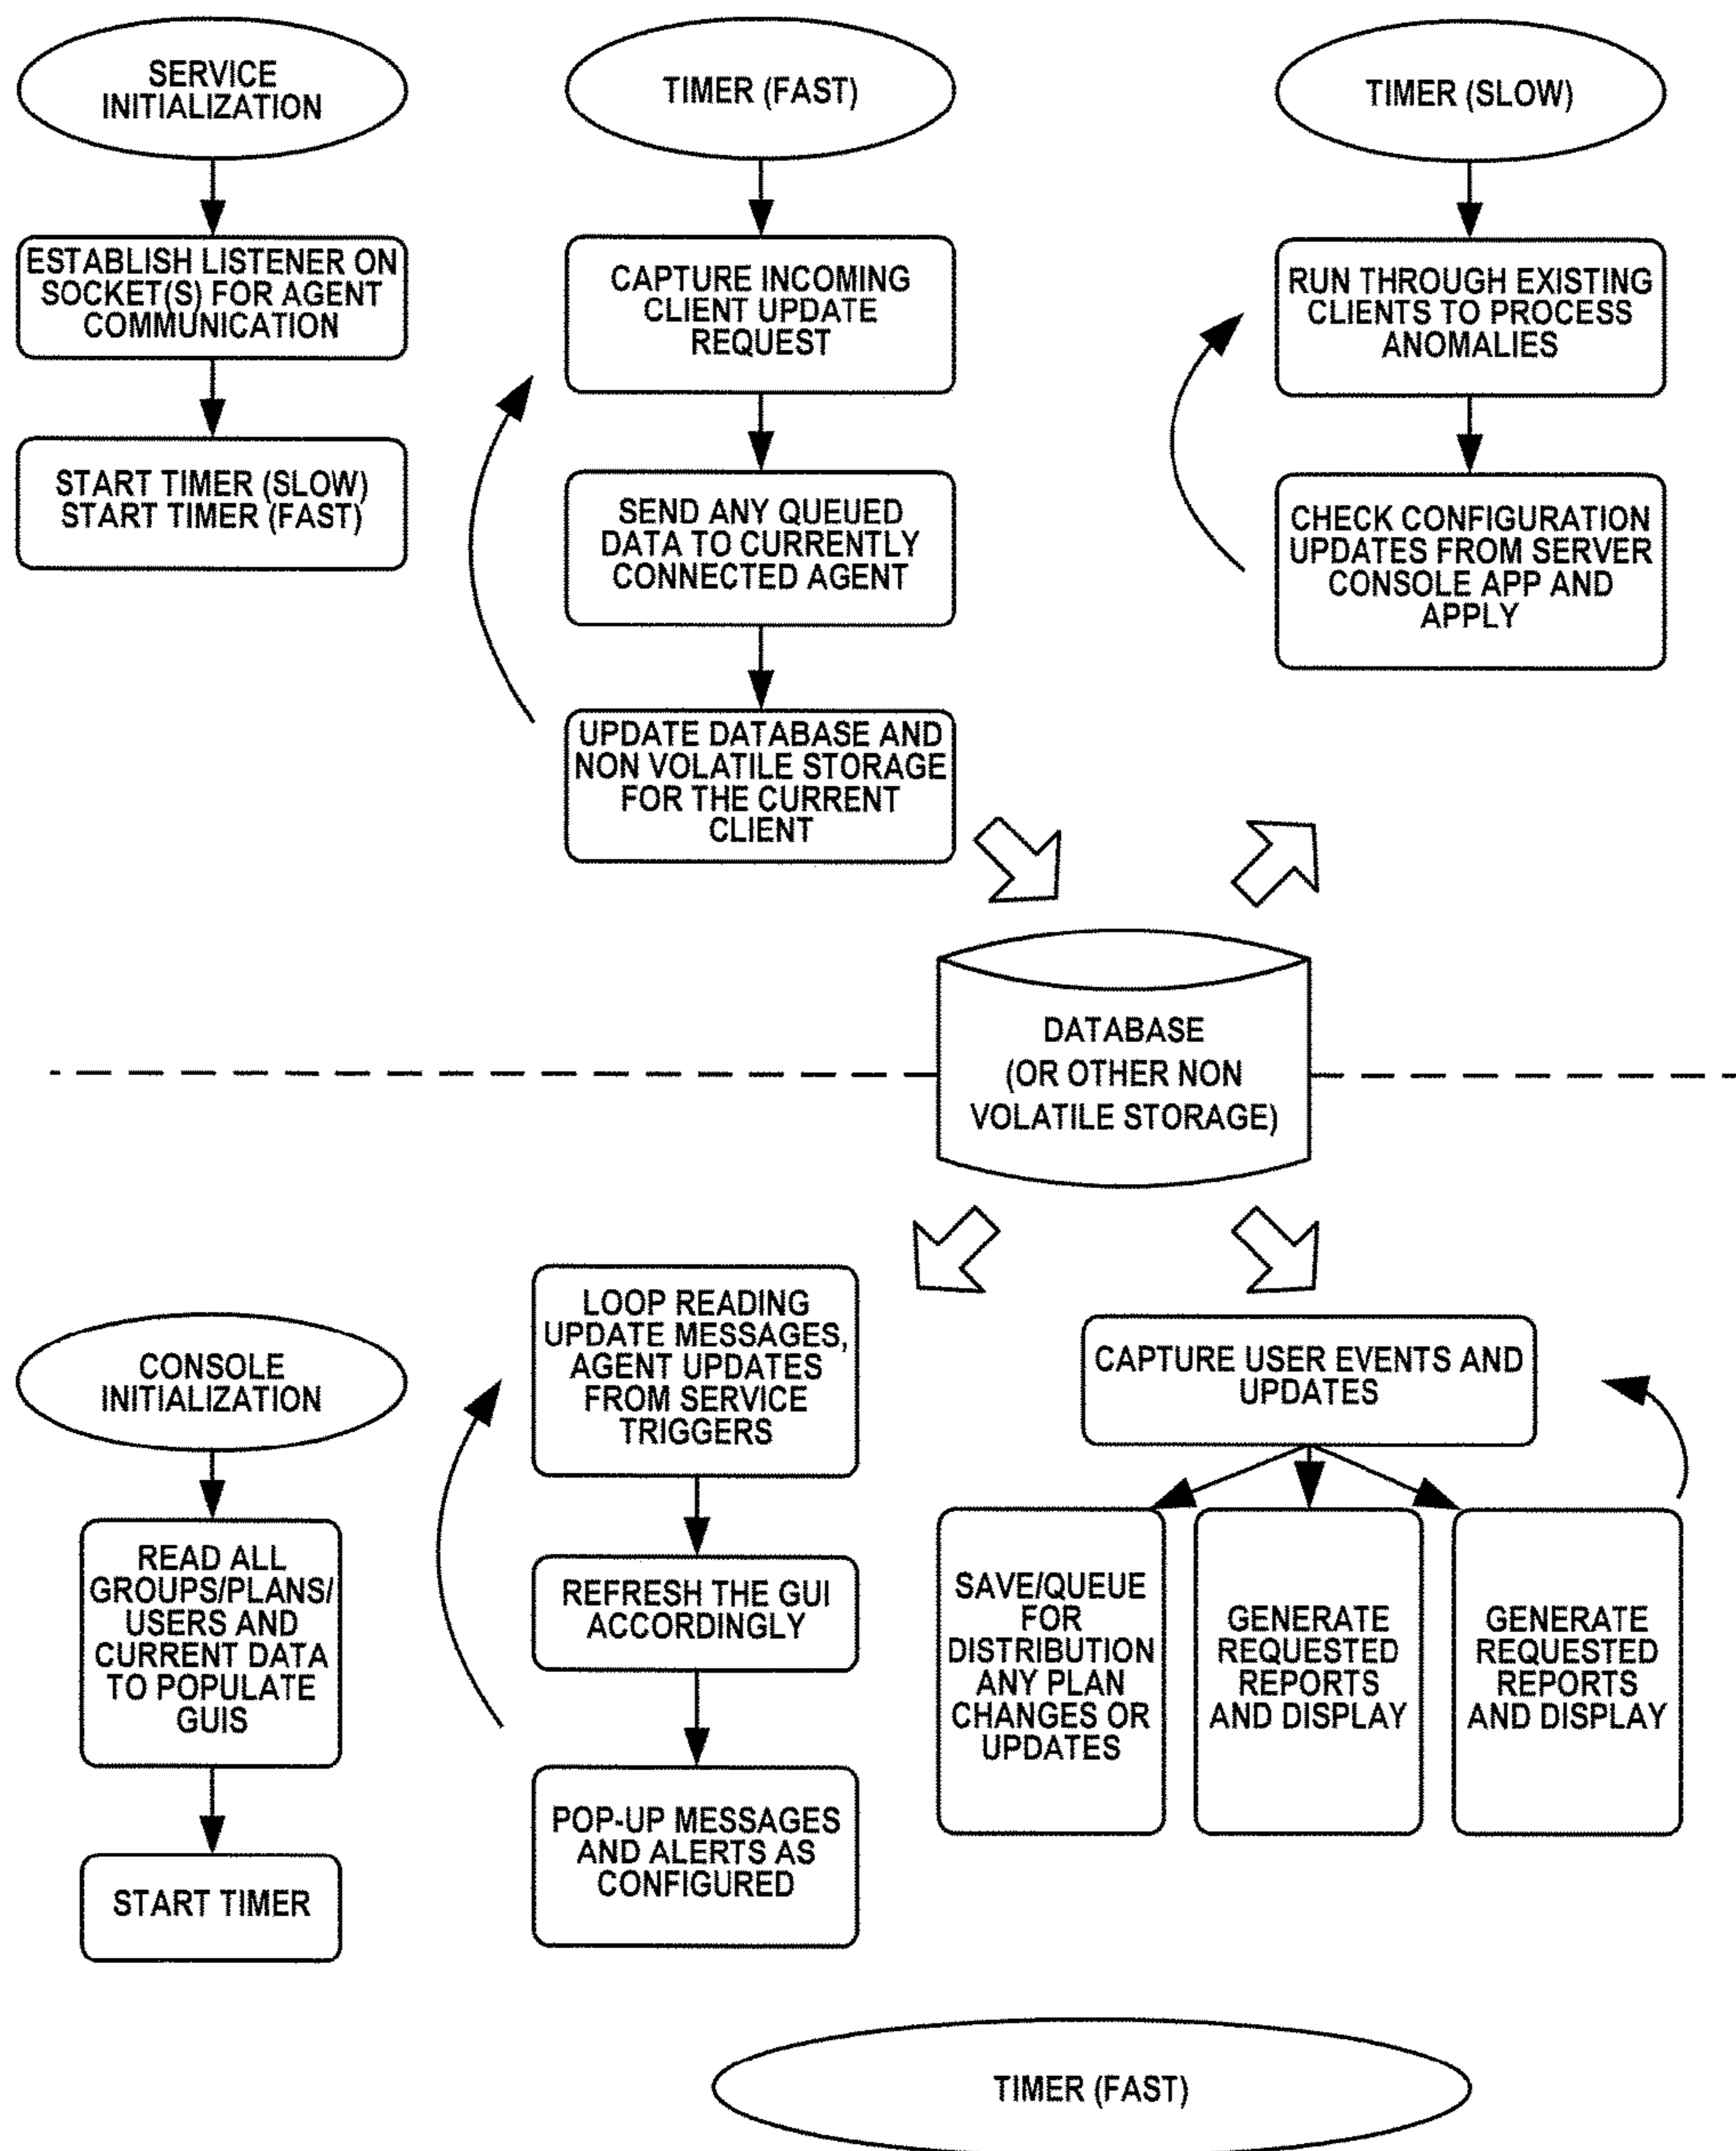 SERVICE
INITIALIZATION
ESTABLISH LISTENER ON
SOCKET(S) FOR AGENT
COMMUNICATION
START TIMER (SLOW)
START TIMER (FAST)
TIMER (FAST)
CAPTURE INCOMING
CLIENT UPDATE
REQUEST
SEND ANY QUEUED
DATA TO CURRENTLY
CONNECTED AGENT
UPDATE DATABASE AND
NON VOLATILE STORAGE
FOR THE CURRENT
CLIENT
TIMER (SLOW)
RUN THROUGH EXISTING
CLIENTS TO PROCESS
ANOMALIES
CHECK CONFIGURATION
UPDATES FROM SERVER
CONSOLE APP AND
APPLY
DATABASE
(OR OTHER NON
VOLATILE STORAGE)
CONSOLE
INITIALIZATION
READ ALL
GROUPS/PLANS/
USERS AND
CURRENT DATA
TO POPULATE
GUIS
START TIMER
LOOP READING
UPDATE MESSAGES,
AGENT UPDATES
FROM SERVICE
TRIGGERS
REFRESH THE GUI
ACCORDINGLY
POP-UP MESSAGES
AND ALERTS AS
CONFIGURED
CAPTURE USER EVENTS AND
UPDATES
SAVE/QUEUE
FOR
DISTRIBUTION
ANY PLAN
CHANGES OR
UPDATES
GENERATE
REQUESTED
REPORTS
AND DISPLAY
GENERATE
REQUESTED
REPORTS
AND DISPLAY
TIMER (FAST)